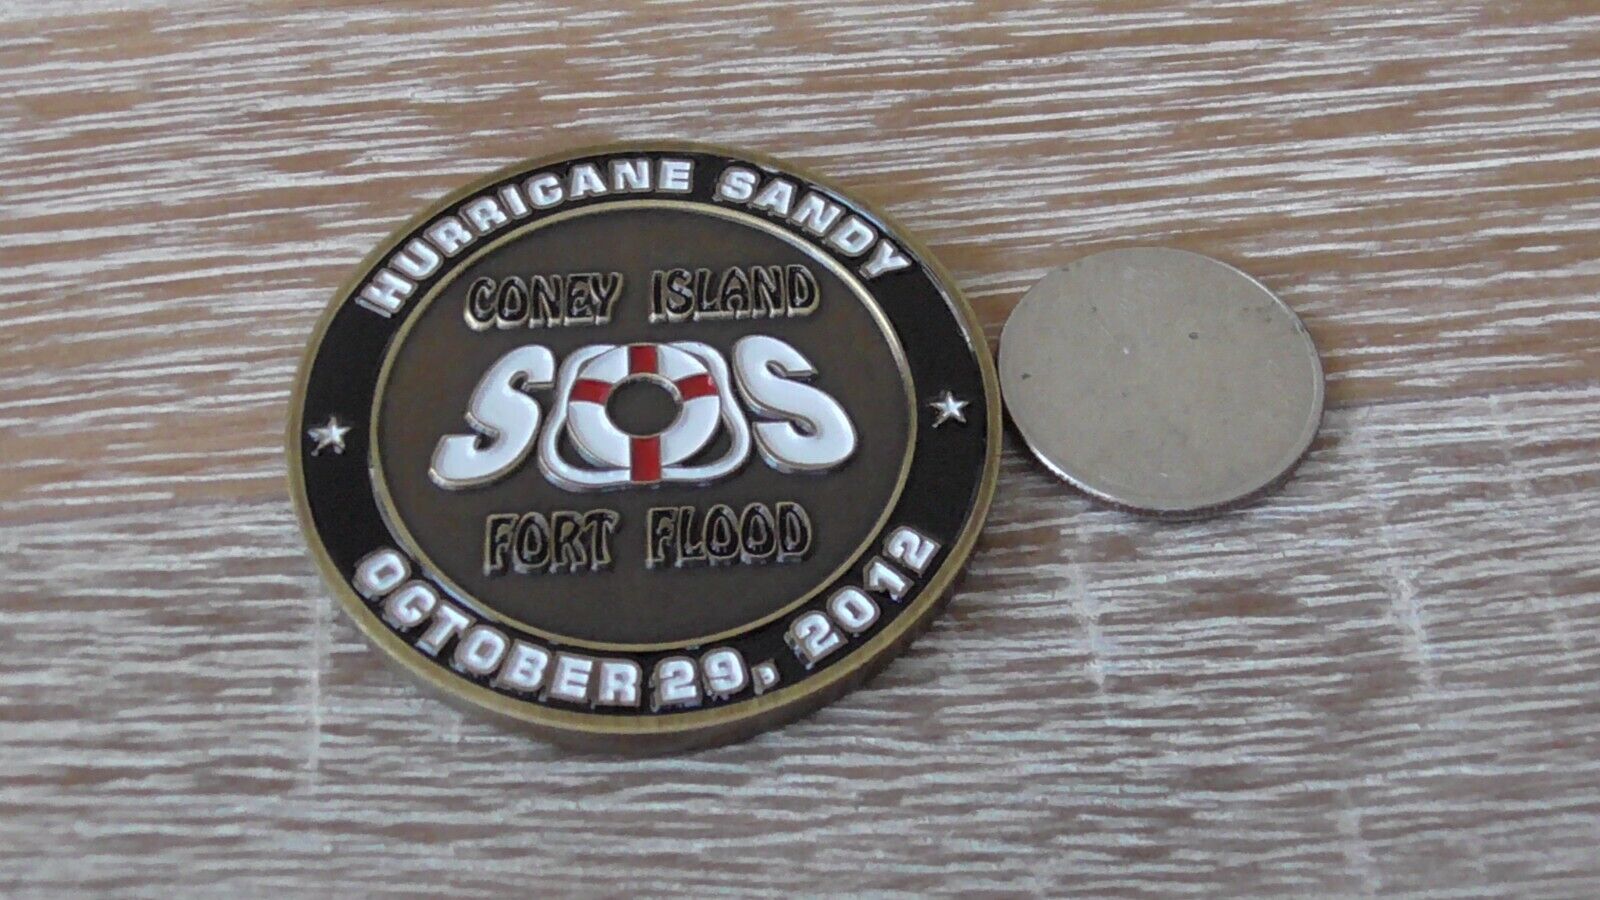 HURRICANE SANDY
CONEY ISLAND
SOS
FORT FLOOD
OCTOBER 29, 2012